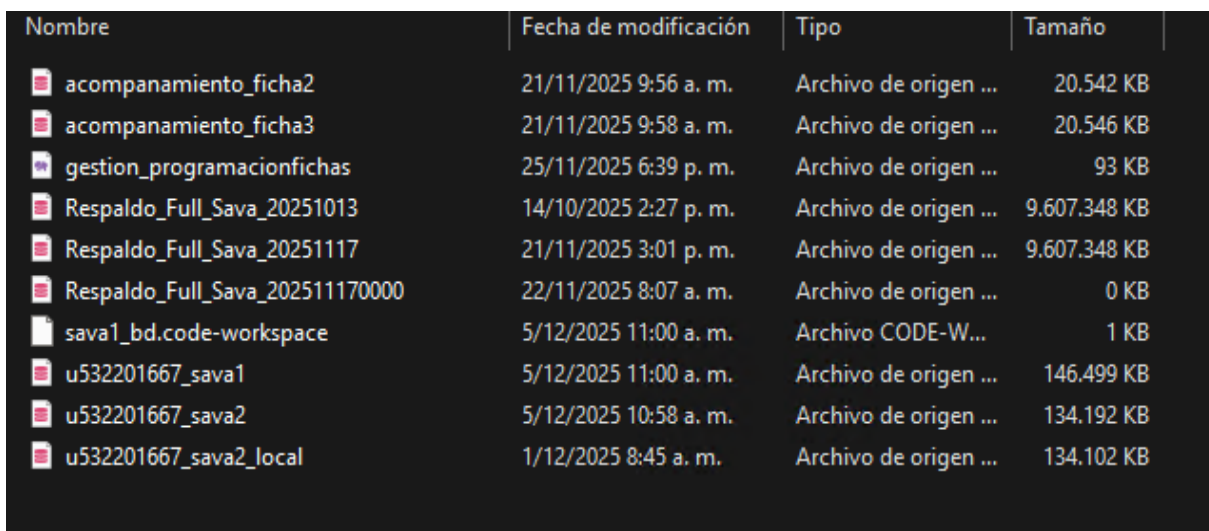 Nombre Fecha de modificación Tipo Tamaño
acompanamiento_ficha2 21/11/2025 9:56 a. m. Archivo de origen ... 20.542 KB
acompanamiento_ficha3 21/11/2025 9:58 a. m. Archivo de origen ... 20.546 KB
gestion_programacionfichas 25/11/2025 6:39 p. m. Archivo de origen ... 93 KB
Respaldo_Full_Sava_20251013 14/10/2025 2:27 p. m. Archivo de origen ... 9.607.348 KB
Respaldo_Full_Sava_20251117 21/11/2025 3:01 p. m. Archivo de origen ... 9.607.348 KB
Respaldo_Full_Sava_202511170000 22/11/2025 8:07 a. m. Archivo de origen ... 0 KB
sava1_bd.code-workspace 5/12/2025 11:00 a. m. Archivo CODE-W... 1 KB
u532201667_sava1 5/12/2025 11:00 a. m. Archivo de origen ... 146.499 KB
u532201667_sava2 5/12/2025 10:58 a. m. Archivo de origen ... 134.192 KB
u532201667_sava2_local 1/12/2025 8:45 a. m. Archivo de origen ... 134.102 KB